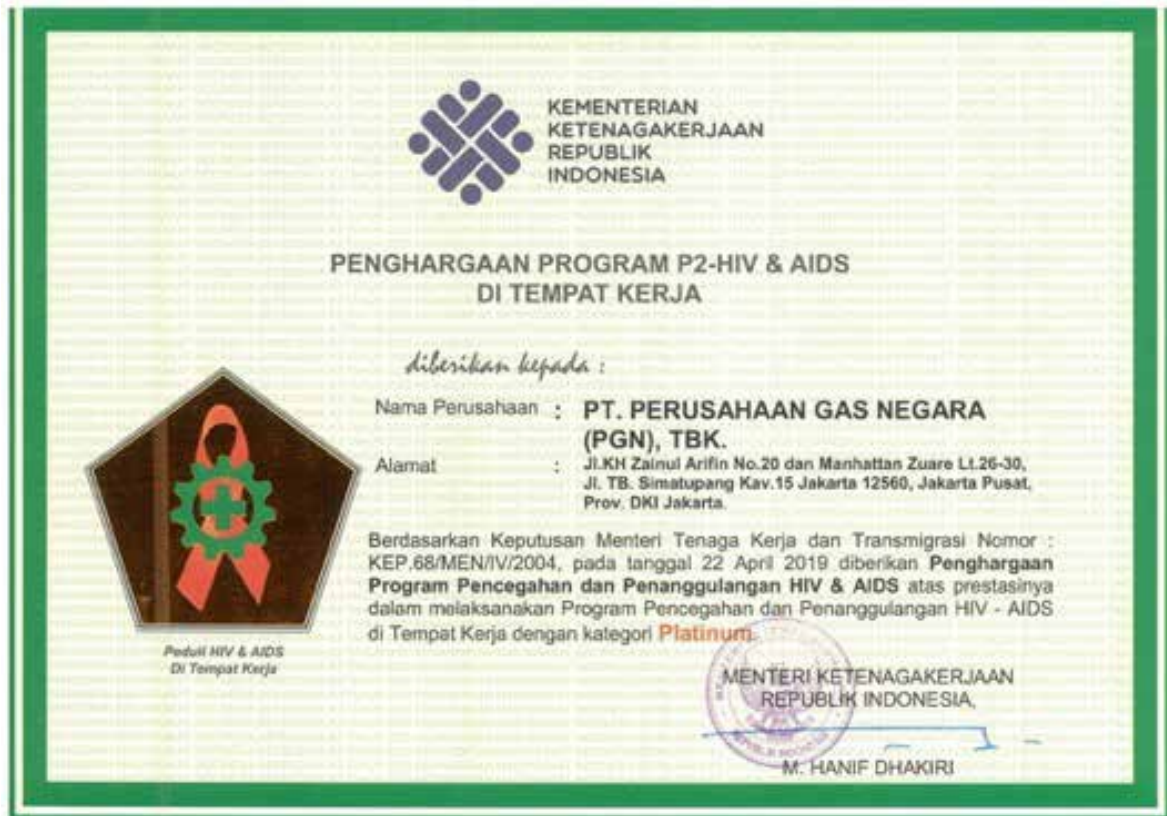 KEMENTERIAN
KETENAGAKERJAAN
REPUBLIK
INDONESIA
PENGHARGAAN PROGRAM P2-HIV & AIDS
DI TEMPAT KERJA
diberikan kepada :
Nama Perusahaan : PT. PERUSAHAAN GAS NEGARA
(PGN), TBK.
Alamat : Jl.KH Zainul Arifin No.20 dan Manhattan Zuare Lt.26-30,
Jl. TB. Simatupang Kav.15 Jakarta 12560, Jakarta Pusat,
Prov. DKI Jakarta.
Berdasarkan Keputusan Menteri Tenaga Kerja dan Transmigrasi Nomor :
KEP.68/MEN/IV/2004, pada tanggal 22 April 2019 diberikan Penghargaan
Program Pencegahan dan Penanggulangan HIV & AIDS atas prestasinya
dalam melaksanakan Program Pencegahan dan Penanggulangan HIV - AIDS
di Tempat Kerja dengan kategori Platinum.
Peduli HIV & AIDS
Di Tempat Kerja
MENTERI KETENAGAKERJAAN
REPUBLIK INDONESIA,
REPUBLIK INDONESIA
M. HANIF DHAKIRI